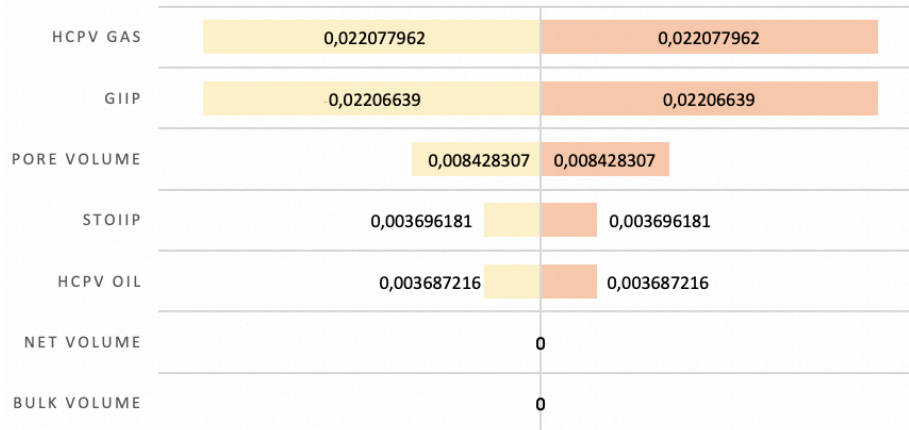 HCPV GAS 0,022077962 0,022077962
GIIP -0,02206639 0,02206639
PORE VOLUME 0,008428307 0,008428307
STOIIP 0,003696181 0,003696181
HCPV OIL 0,003687216 0,003687216
NET VOLUME 0
BULK VOLUME 0